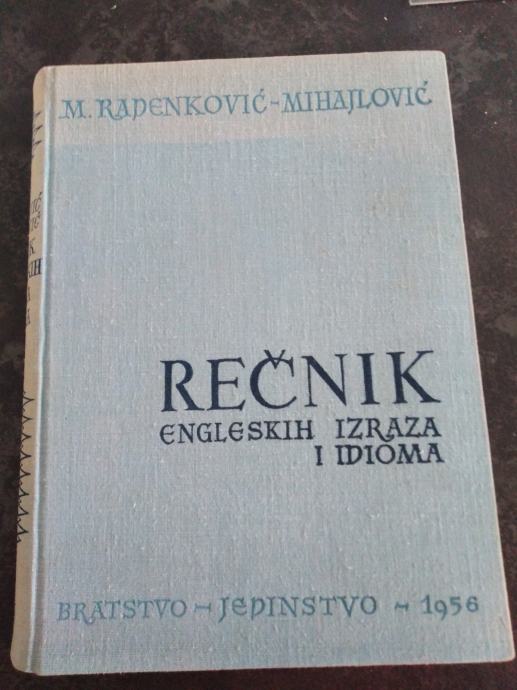 M. RADENKOVIĆ-MIHAJLOVIĆ
REČNIK
ENGLESKIH IZRAZA
I IDIOMA
BRATSTVO - JEDINSTVO - 1956